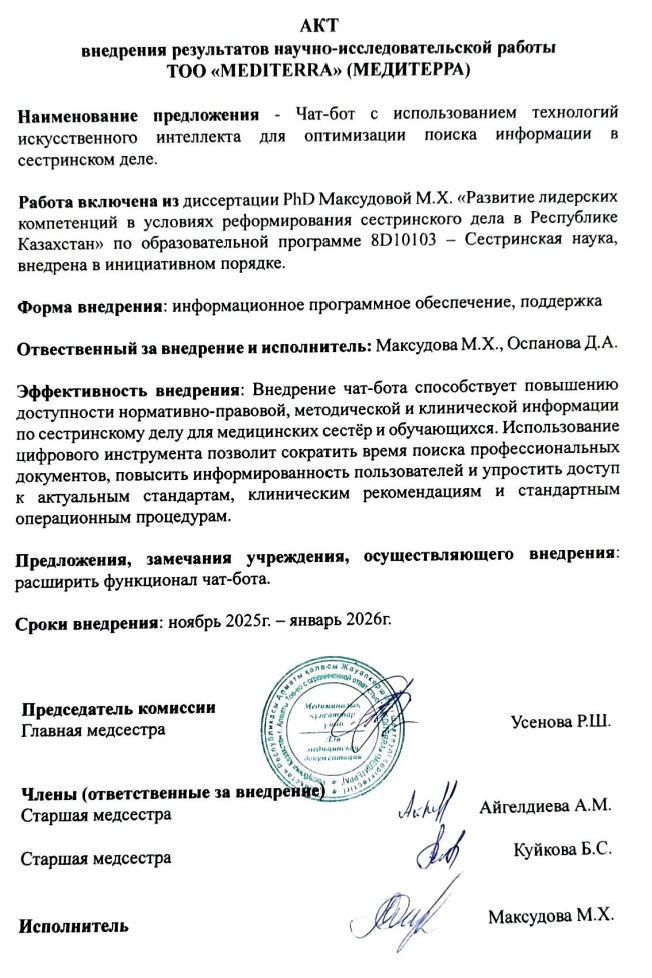 АКТ
внедрения результатов научно-исследовательской работы
ТОО «MEDITERRA» (МЕДИТЕРРА)
Наименование предложения - Чат-бот с использованием технологий
искусственного интеллекта для оптимизации поиска информации в
сестринском деле.
Работа включена из диссертации PhD Максудовой М.Х. «Развитие лидерских
компетенций в условиях реформирования сестринского дела в Республике
Казахстан» по образовательной программе 8D10103 – Сестринская наука,
внедрена в инициативном порядке.
Форма внедрения: информационное программное обеспечение, поддержка
Отвественный за внедрение и исполнитель: Максудова М.Х., Оспанова Д.А.
Эффективность внедрения: Внедрение чат-бота способствует повышению
доступности нормативно-правовой, методической и клинической информации
по сестринскому делу для медицинских сестёр и обучающихся. Использование
цифрового инструмента позволит сократить время поиска профессиональных
документов, повысить информированность пользователей и упростить доступ
к актуальным стандартам, клиническим рекомендациям и стандартным
операционным процедурам.
Предложения, замечания учреждения, осуществляющего внедрения:
расширить функционал чат-бота.
Сроки внедрения: ноябрь 2025г. – январь 2026г.
Медициналық
құжаттар
үшін
Для
медицинской
документации
Председатель комиссии
Главная медсестра Усенова Р.Ш.
Члены (ответственные за внедрение)
Старшая медсестра Айгелдиева А.М.
Старшая медсестра Куйкова Б.С.
Исполнитель Максудова М.Х.